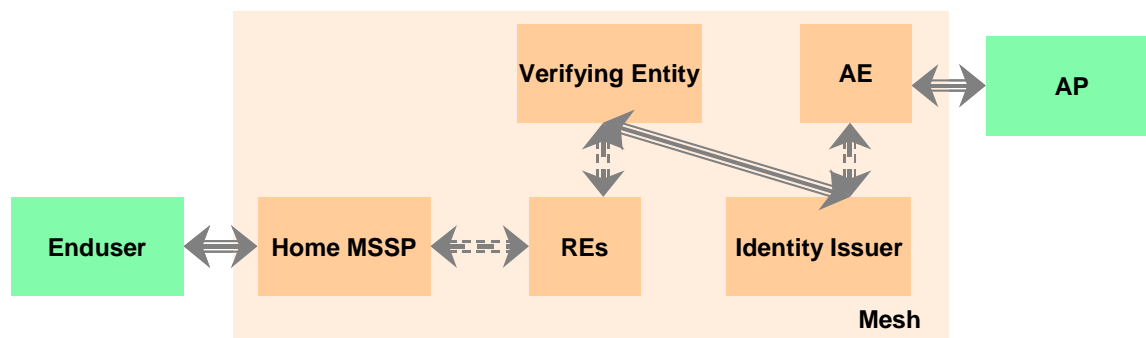 Verifying Entity
AE
AP
Enduser
Home MSSP
REs
Identity Issuer
Mesh